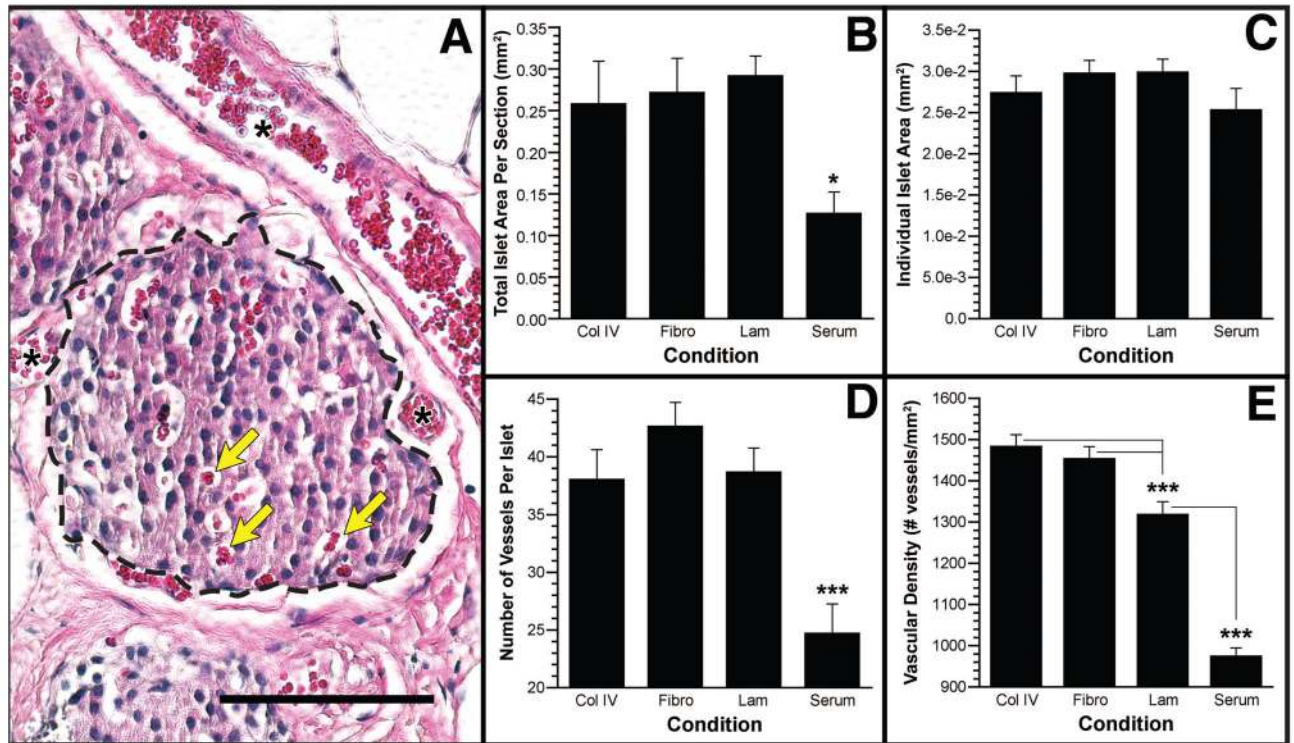 A
*
*
*
B
Total Islet Area Per Section (mm²)
0.35
0.30
0.25
0.20
0.15
0.10
0.05
0.00
*
Col IV Fibro Lam Serum
Condition
C
Individual Islet Area (mm²)
3.5e-2
3.0e-2
2.5e-2
2.0e-2
1.5e-2
1.0e-2
5.0e-3
0.0
Col IV Fibro Lam Serum
Condition
D
Number of Vessels Per Islet
45
40
35
30
25
20
***
Col IV Fibro Lam Serum
Condition
E
Vascular Density (# vessels/mm²)
1600
1500
1400
1300
1200
1100
1000
900
***
***
Col IV Fibro Lam Serum
Condition